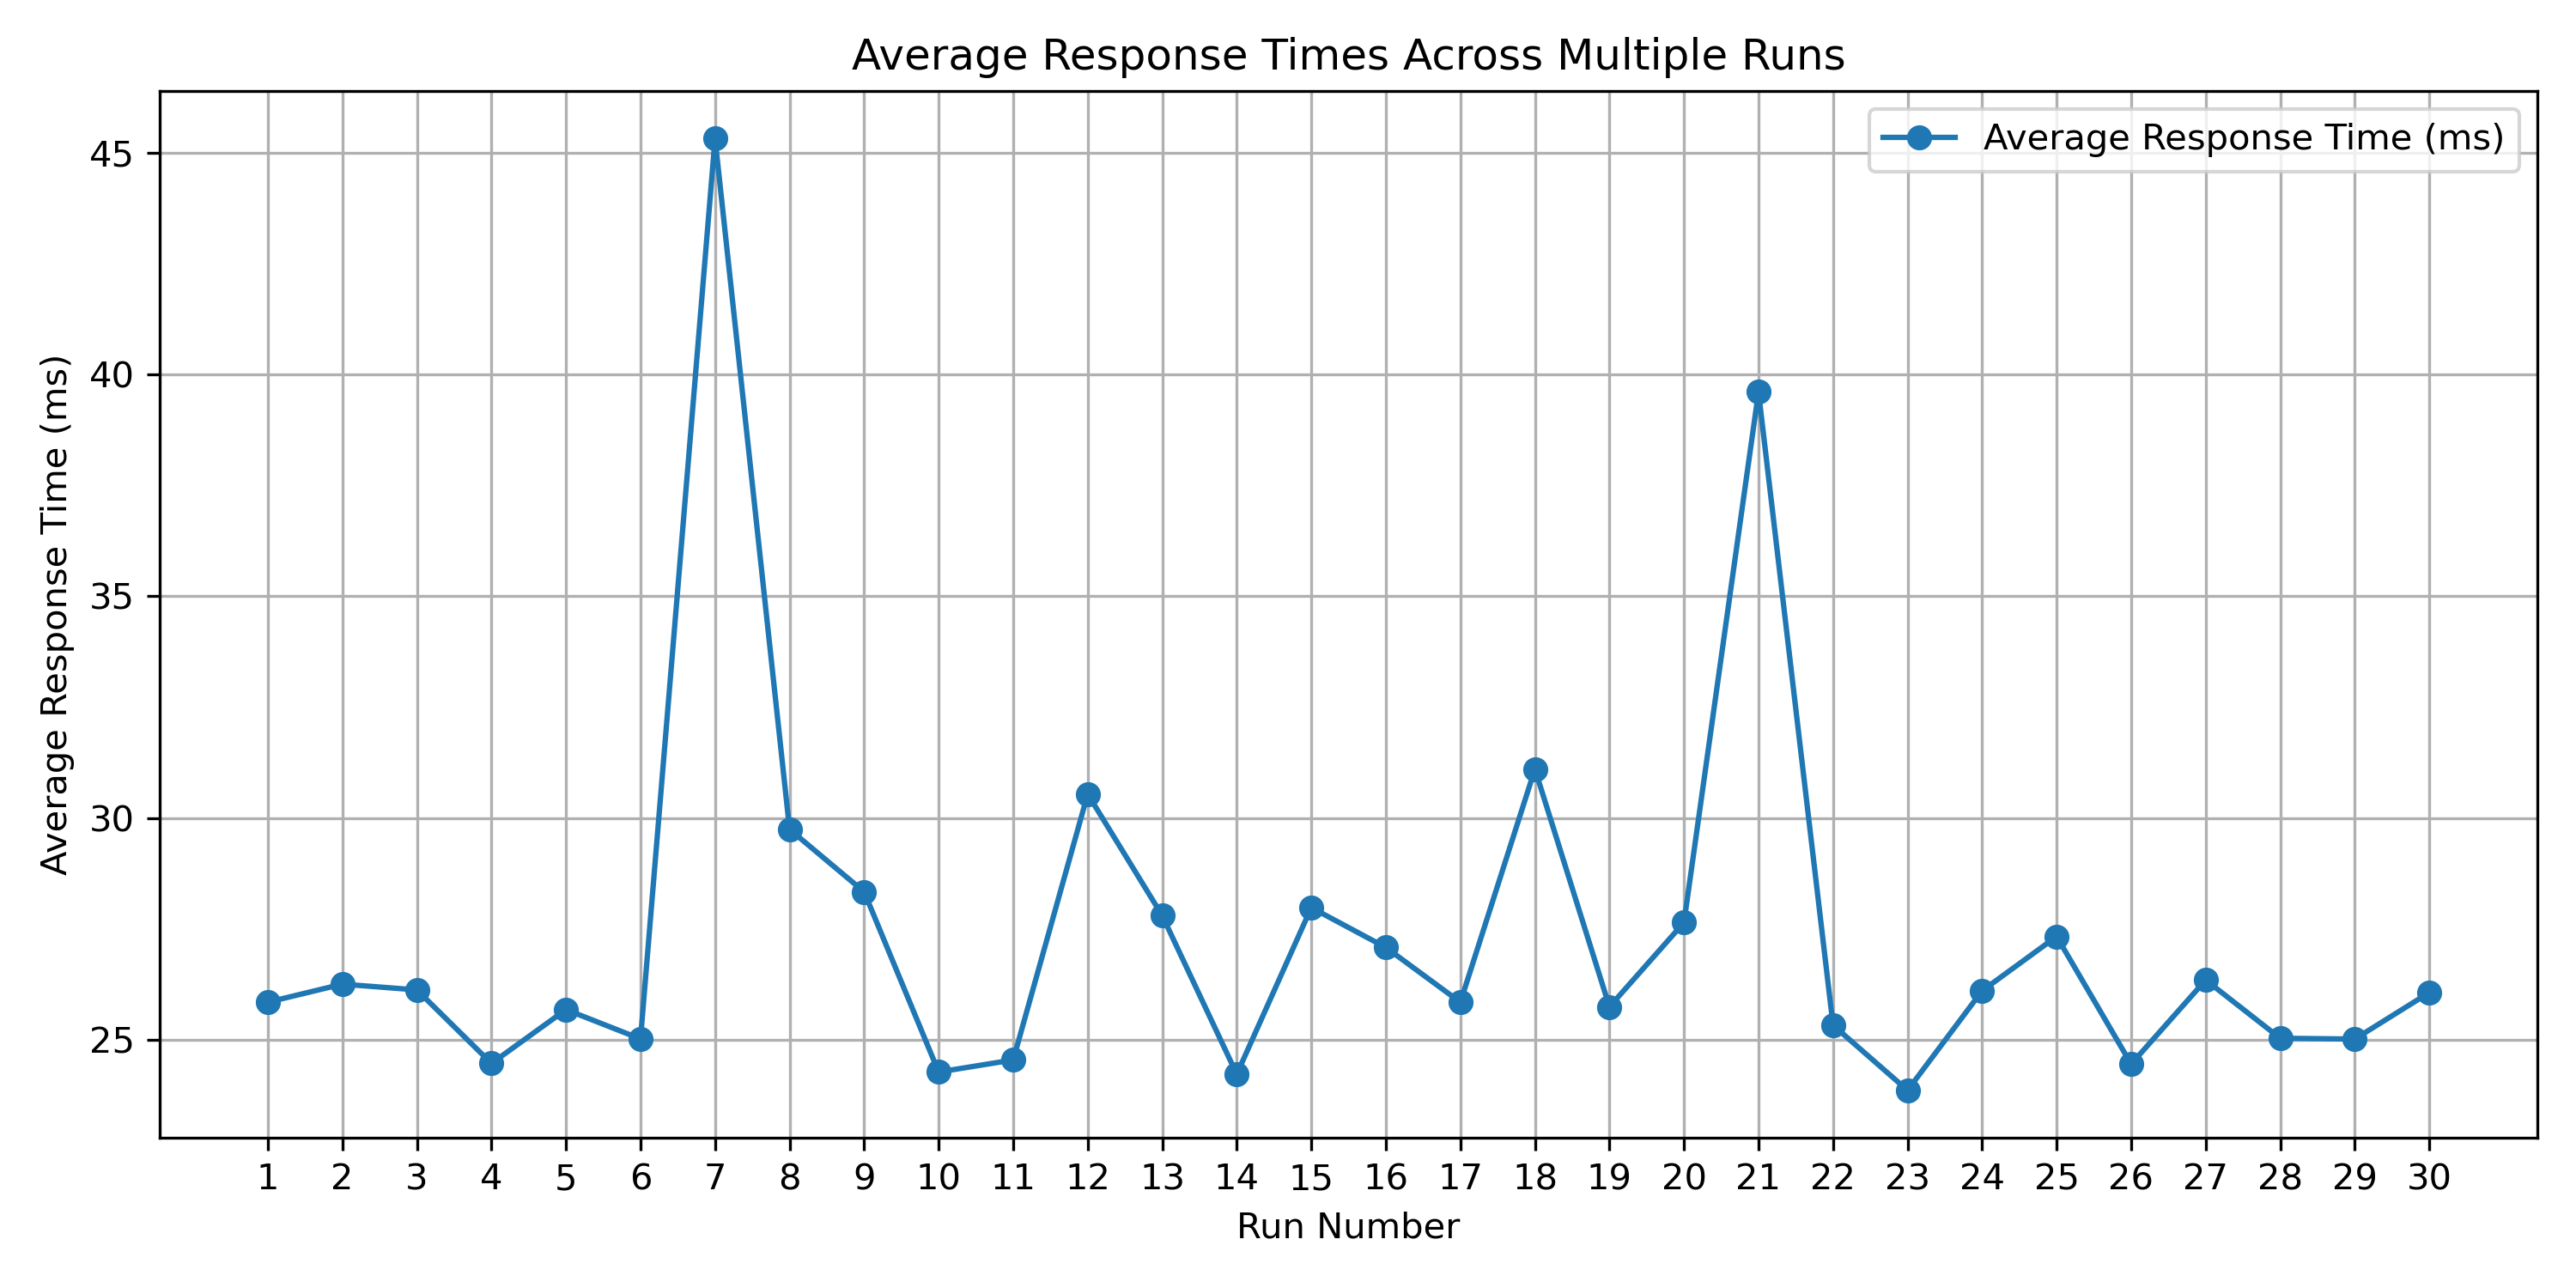 Average Response Times Across Multiple Runs
Average Response Time (ms)
Average Response Time (ms)
45
40
35
30
25
1 2 3 4 5 6 7 8 9 10 11 12 13 14 15 16 17 18 19 20 21 22 23 24 25 26 27 28 29 30
Run Number